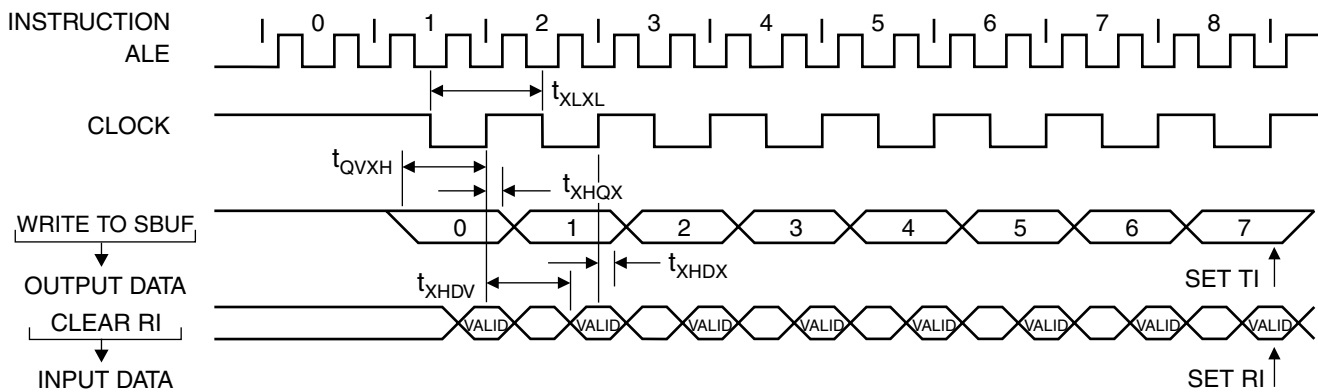 INSTRUCTION 0 1 2 3 4 5 6 7 8
ALE
tXLXL
CLOCK
tQVXH
tXHQX
WRITE TO SBUF
0 1 2 3 4 5 6 7
tXHDX
tXHDV
SET TI
OUTPUT DATA
CLEAR RI
VALID VALID VALID VALID VALID VALID VALID VALID
INPUT DATA
SET RI